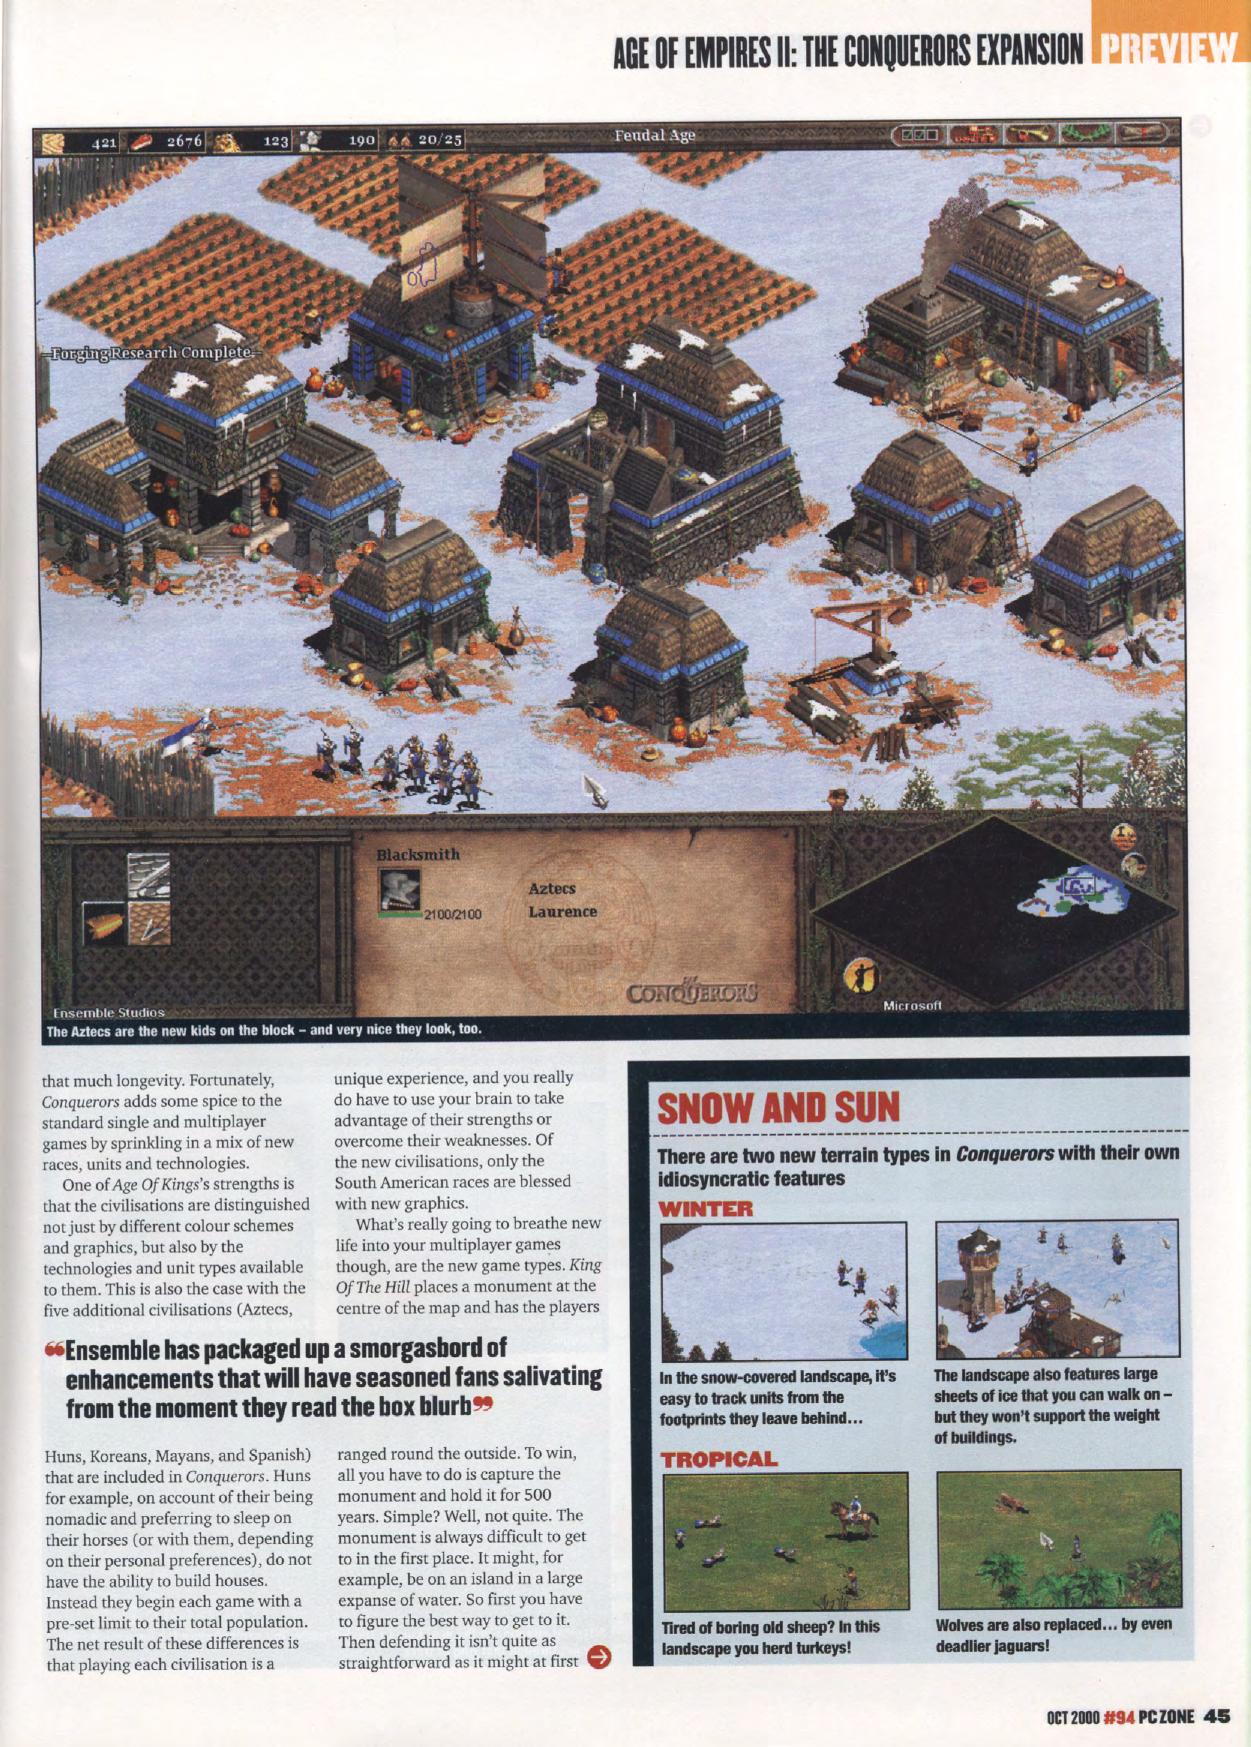 AGE OF EMPIRES II: THE CONQUERORS EXPANSION PREVIEW
421 2676 123 190 20/25 Feudal Age
Forging Research Complete
Blacksmith
2100/2100
Aztecs
Laurence
CONQUERORS
Ensemble Studios
Microsoft
The Aztecs are the new kids on the block – and very nice they look, too.
that much longevity. Fortunately,
Conquerors adds some spice to the
standard single and multiplayer
games by sprinkling in a mix of new
races, units and technologies.
One of Age Of Kings's strengths is
that the civilisations are distinguished
not just by different colour schemes
and graphics, but also by the
technologies and unit types available
to them. This is also the case with the
five additional civilisations (Aztecs,
unique experience, and you really
do have to use your brain to take
advantage of their strengths or
overcome their weaknesses. Of
the new civilisations, only the
South American races are blessed
with new graphics.
What's really going to breathe new
life into your multiplayer games
though, are the new game types. King
Of The Hill places a monument at the
centre of the map and has the players
“Ensemble has packaged up a smorgasbord of
enhancements that will have seasoned fans salivating
from the moment they read the box blurb”
Huns, Koreans, Mayans, and Spanish)
that are included in Conquerors. Huns
for example, on account of their being
nomadic and preferring to sleep on
their horses (or with them, depending
on their personal preferences), do not
have the ability to build houses.
Instead they begin each game with a
pre-set limit to their total population.
The net result of these differences is
that playing each civilisation is a
ranged round the outside. To win,
all you have to do is capture the
monument and hold it for 500
years. Simple? Well, not quite. The
monument is always difficult to get
to in the first place. It might, for
example, be on an island in a large
expanse of water. So first you have
to figure the best way to get to it.
Then defending it isn't quite as
straightforward as it might at first
SNOW AND SUN
There are two new terrain types in Conquerors with their own
idiosyncratic features
WINTER
In the snow-covered landscape, it's
easy to track units from the
footprints they leave behind...
The landscape also features large
sheets of ice that you can walk on –
but they won't support the weight
of buildings.
TROPICAL
Tired of boring old sheep? In this
landscape you herd turkeys!
Wolves are also replaced... by even
deadlier jaguars!
OCT 2000 #94 PC ZONE 45